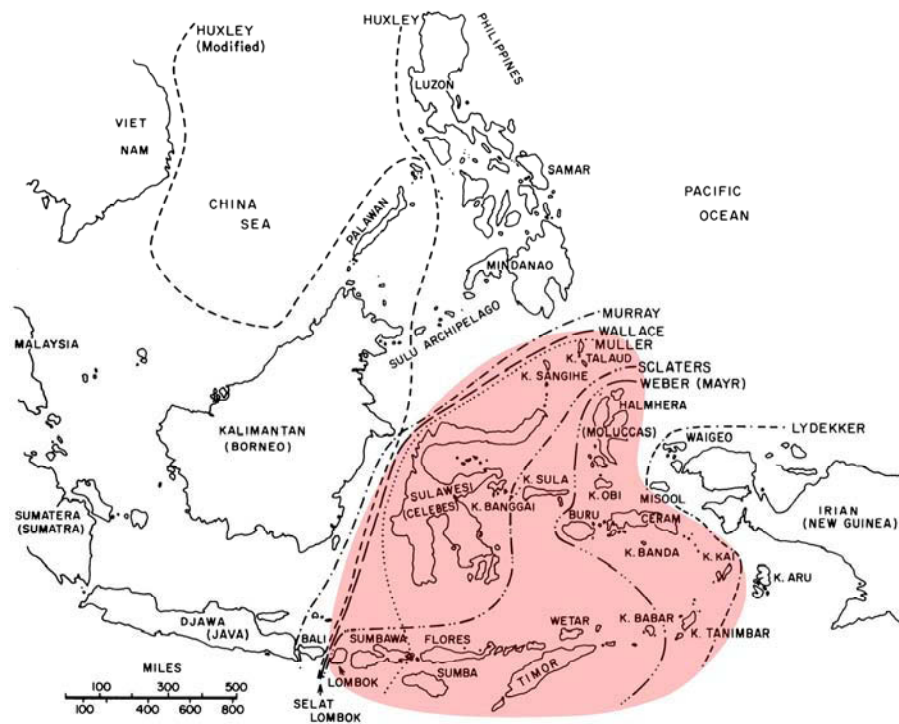 HUXLEY
(Modified)
HUXLEY
PHILIPPINES
LUZON
VIET
NAM
SAMAR
CHINA
SEA
PACIFIC
OCEAN
PALAWAN
MINDANAO
MURRAY
SULU ARCHIPELAGO
WALLACE
MALAYSIA
MULLER
K. TALAUD
SCLATERS
K. SANGIHE
WEBER (MAYR)
HALMHERA
KALIMANTAN
(BORNEO)
(MOLUCCAS)
LYDEKKER
WAIGEO
K. SULA
SULAWESI
(CELEBES)
K. BANGGAI
K. OBI
MISOOL
SUMATERA
(SUMATRA)
BURU
CERAM
IRIAN
(NEW GUINEA)
K. BANDA
K. KAI
K. ARU
DJAWA
(JAVA)
BALI
SUMBAWA
FLORES
WETAR
K. BABAR
K. TANIMBAR
MILES
SUMBA
TIMOR
LOMBOK
100 300 500
100 400 600 800
SELAT
LOMBOK